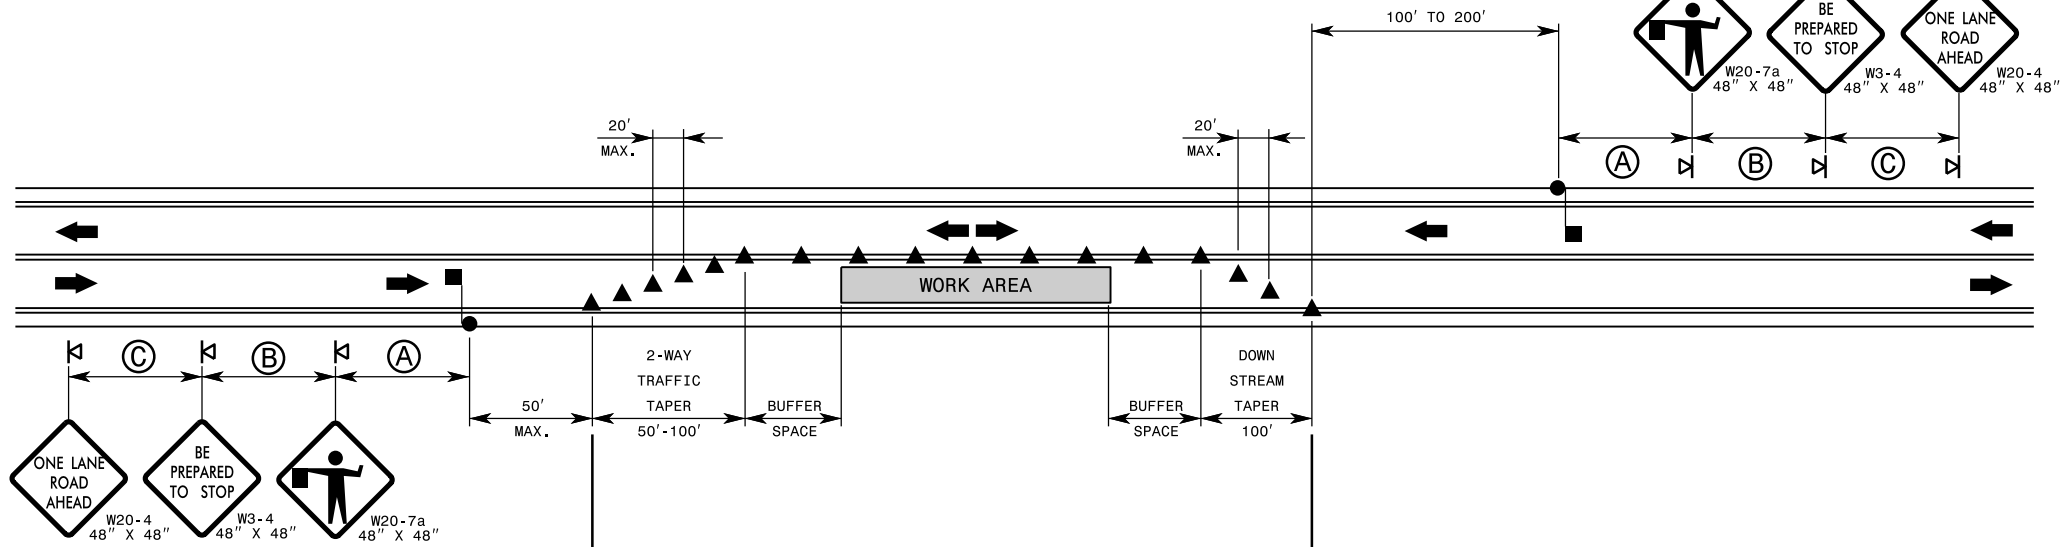 100' TO 200'
BE
PREPARED
TO STOP
ONE LANE
ROAD
AHEAD
W20-7a
48" X 48"
W3-4
48" X 48"
W20-4
48" X 48"
20'
MAX.
20'
MAX.
A
B
C
WORK AREA
C
B
A
50'
MAX.
2-WAY
TRAFFIC
TAPER
50'-100'
BUFFER
SPACE
BUFFER
SPACE
DOWN
STREAM
TAPER
100'
ONE LANE
ROAD
AHEAD
W20-4
48" X 48"
BE
PREPARED
TO STOP
W3-4
48" X 48"
W20-7a
48" X 48"